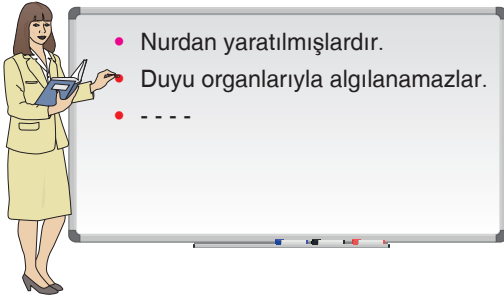 • Nurdan yaratılmışlardır.
• Duyu organlarıyla algılanamazlar.
• - - - -